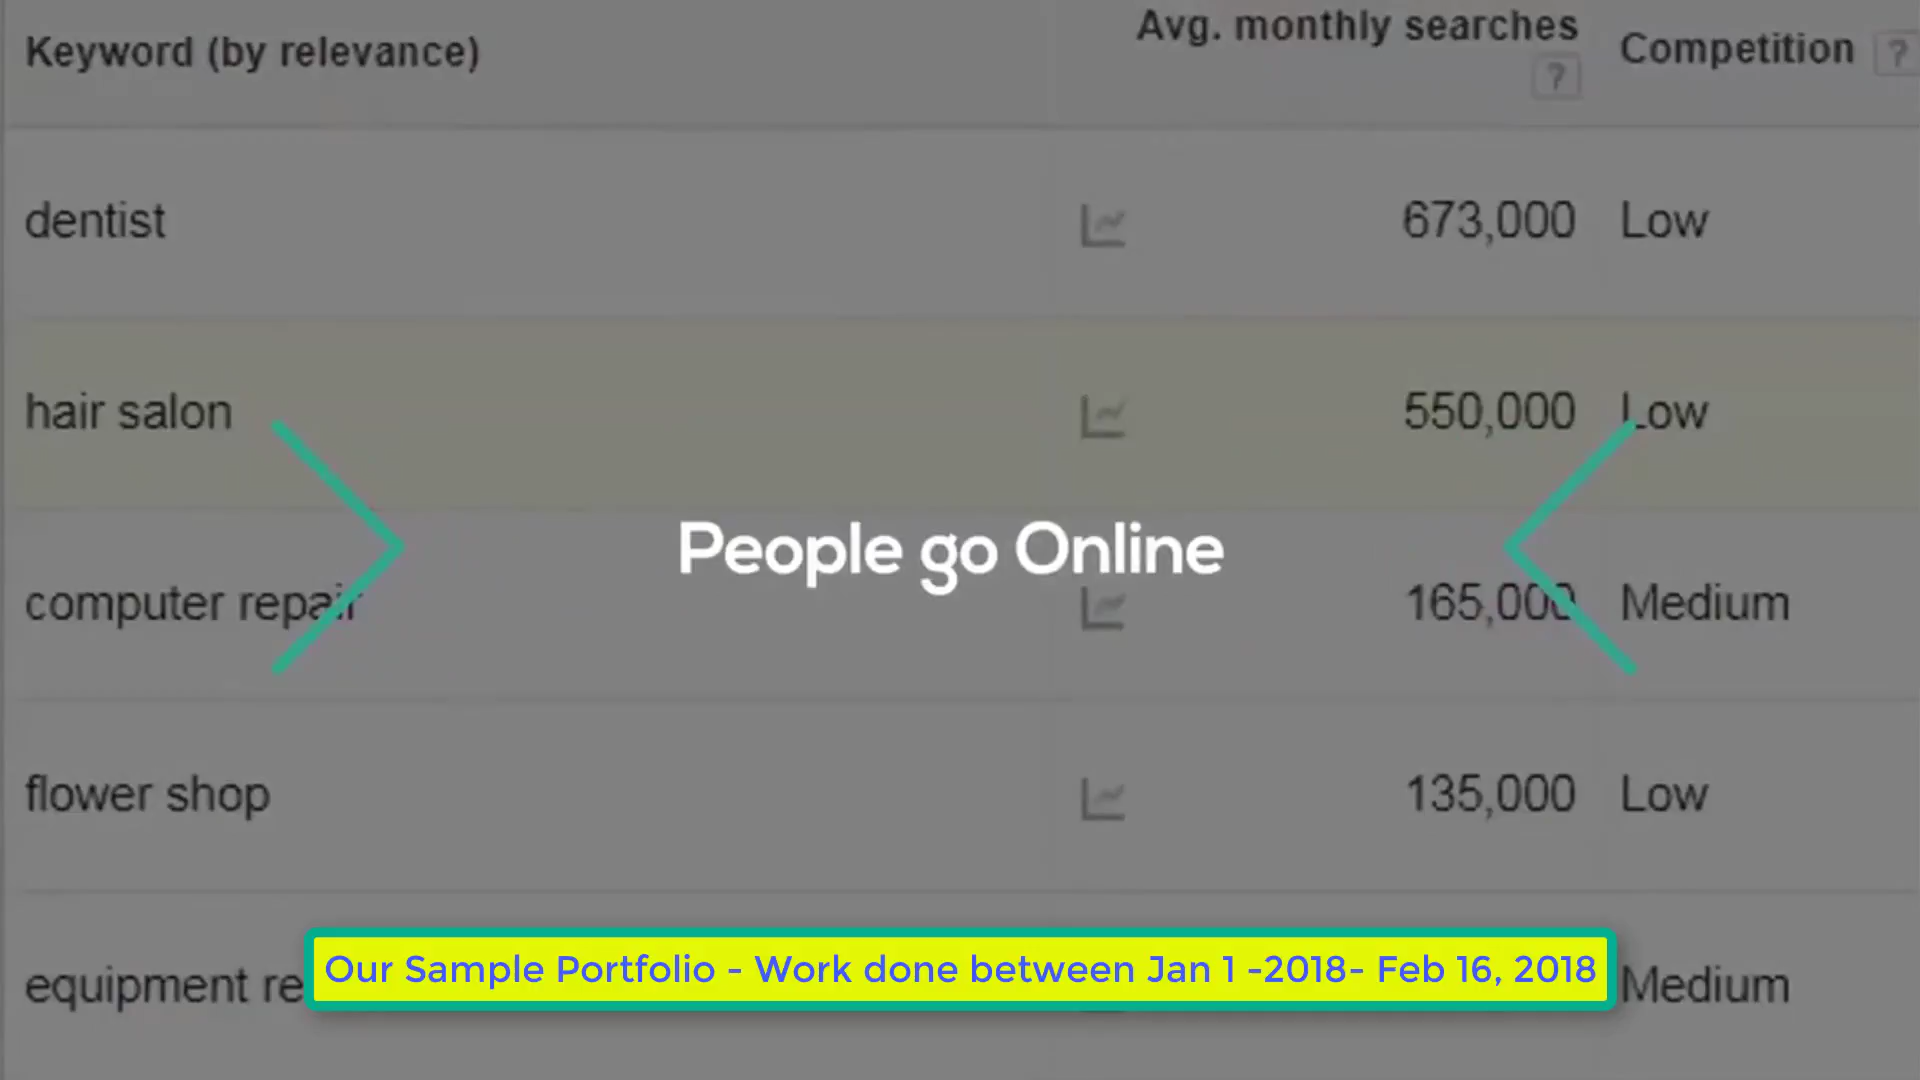 Keyword (by relevance)
Avg. monthly searches
?
Competition ?
dentist 673,000 Low
hair salon 550,000 Low
People go Online
computer repair 165,000 Medium
flower shop 135,000 Low
equipment Medium
Our Sample Portfolio - Work done between Jan 1 -2018- Feb 16, 2018